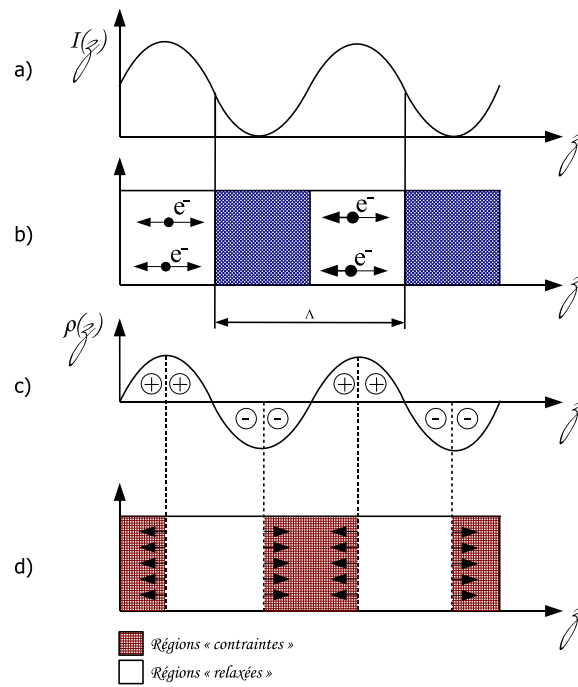 I(z)
a)
z
e⁻ e⁻
b)
e⁻ e⁻
z
Λ
ρ(z)
c)
+ + + +
- - - -
z
d)
z
Régions « contraintes »
Régions « relaxées »